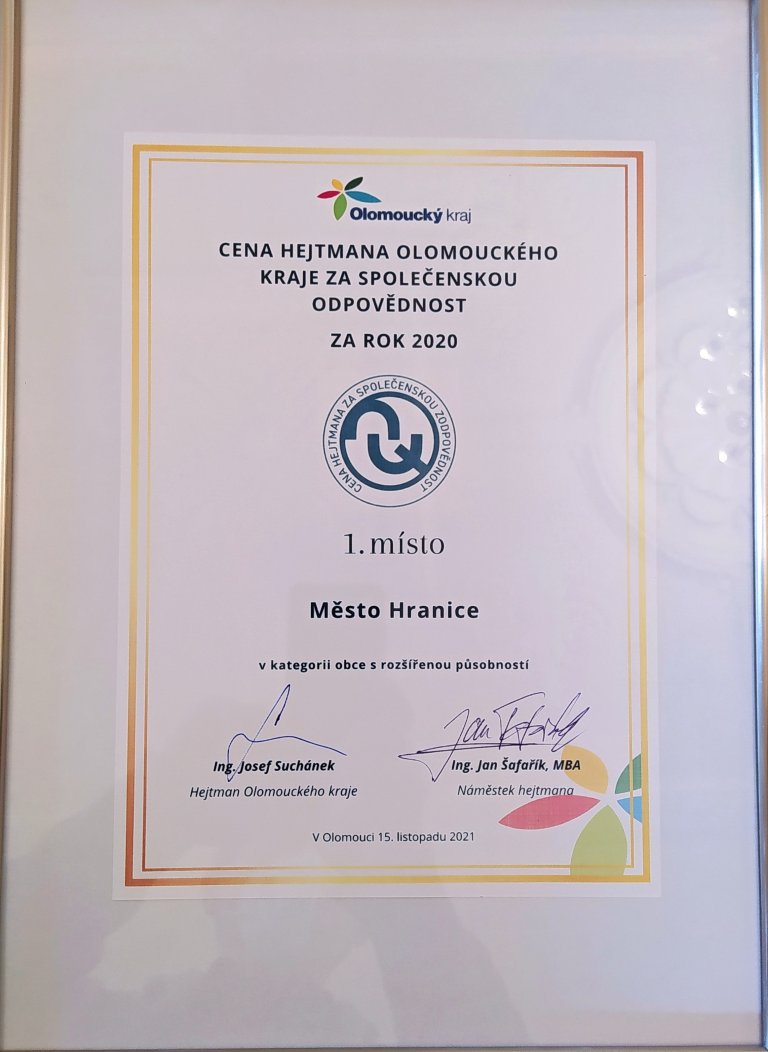 Olomoucký kraj
CENA HEJTMANA OLOMOUCKÉHO
KRAJE ZA SPOLEČENSKOU
ODPOVĚDNOST
ZA ROK 2020
CENA HEJTMANA ZA SPOLEČENSKOU ZODPOVĚDNOST
1. místo
Město Hranice
v kategorii obce s rozšířenou působností
Ing. Josef Suchánek
Hejtman Olomouckého kraje
Ing. Jan Šafařík, MBA
Náměstek hejtmana
V Olomouci 15. listopadu 2021